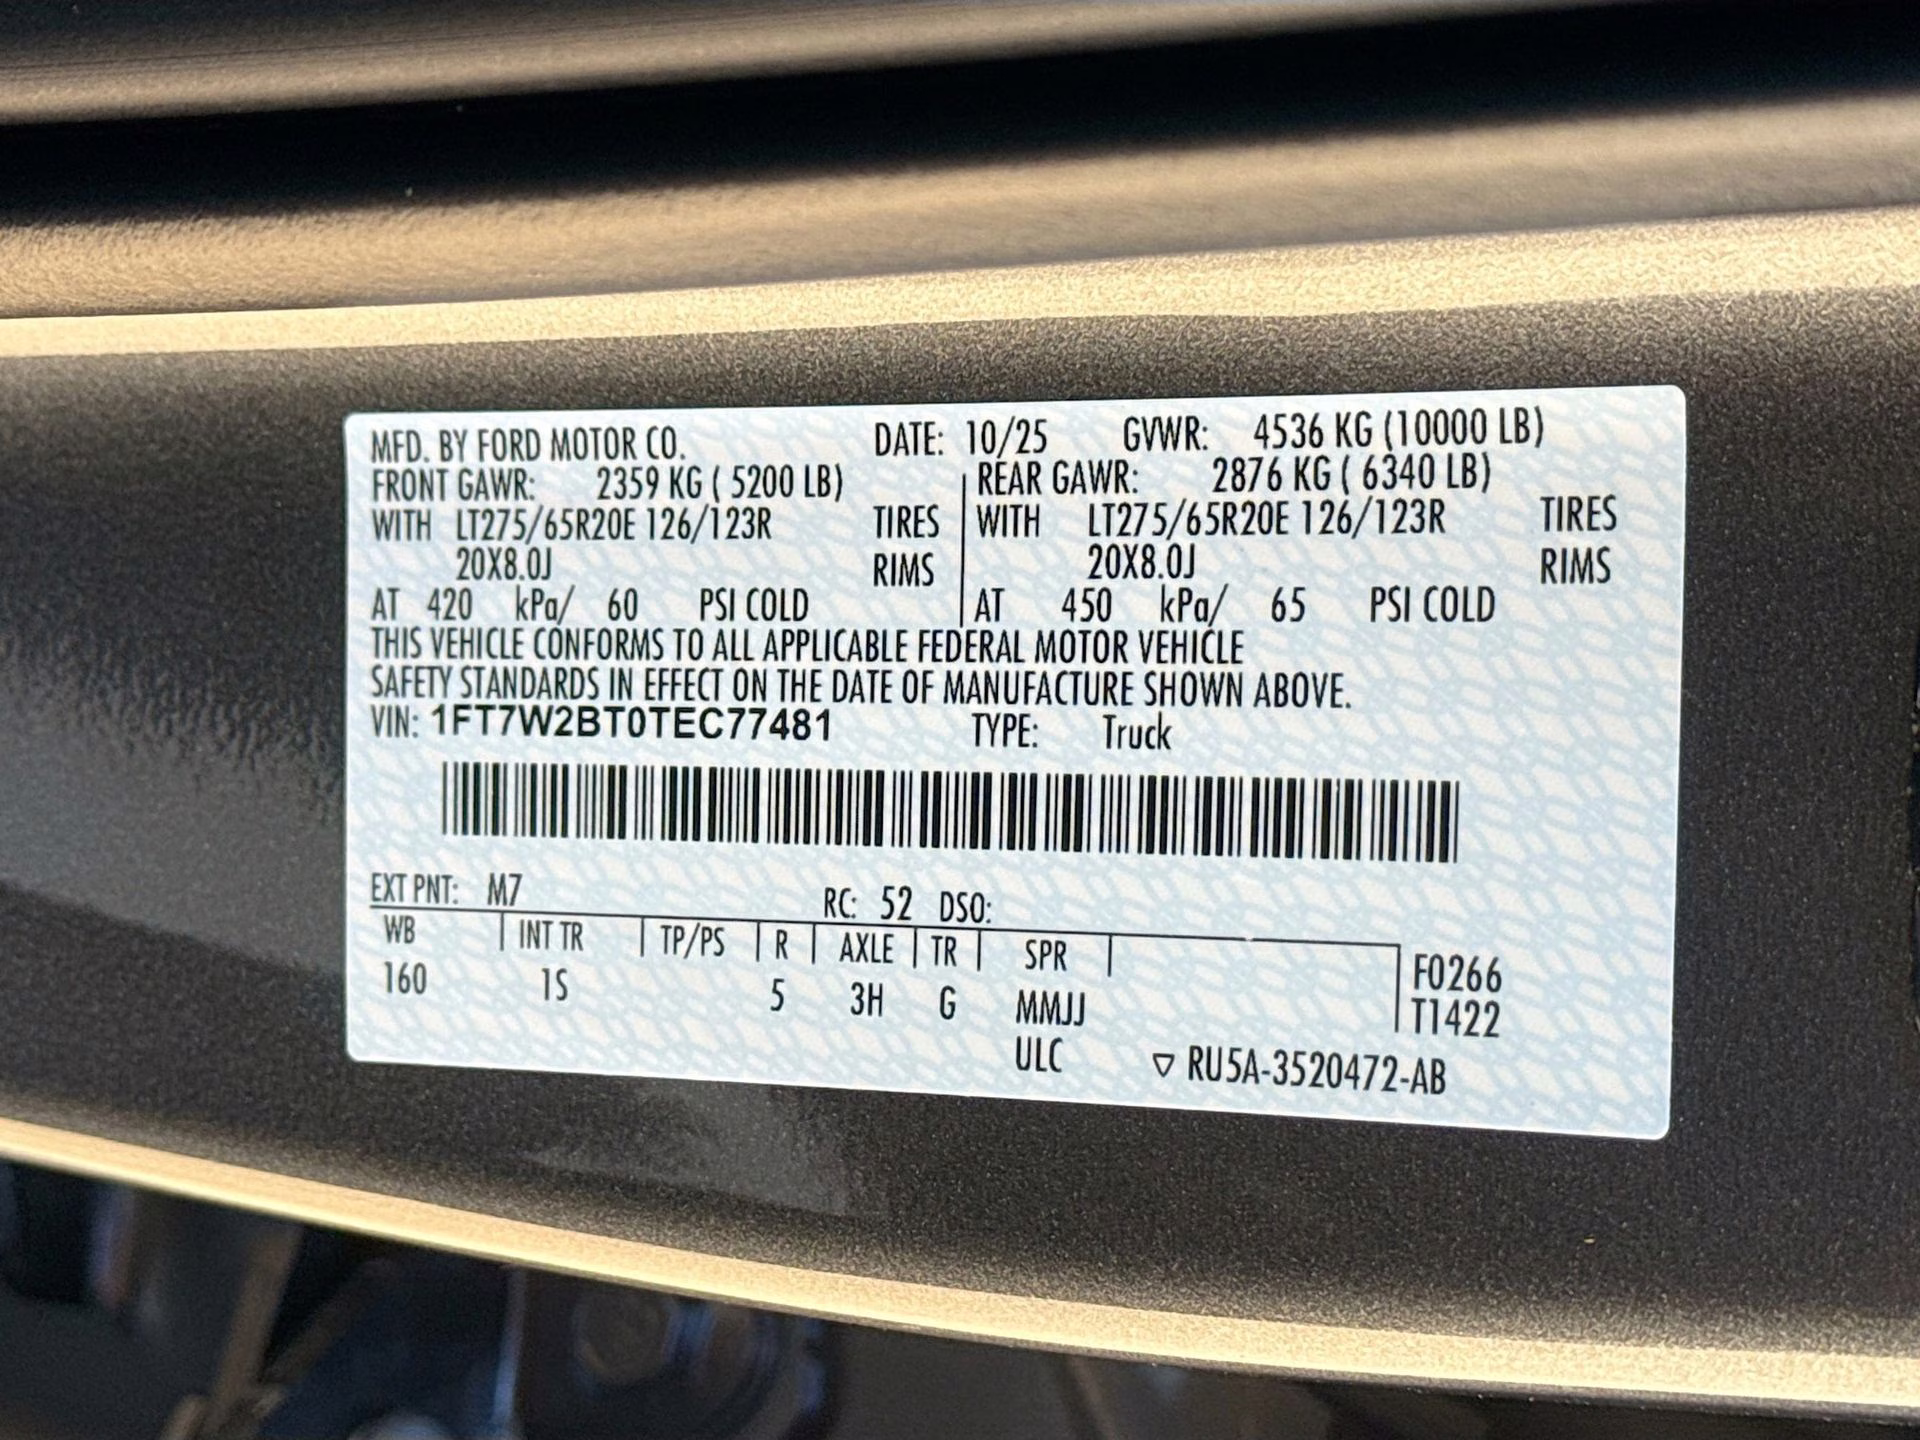 MFD. BY FORD MOTOR CO. DATE: 10/25 GVWR: 4536 KG (10000 LB)
FRONT GAWR: 2359 KG ( 5200 LB) REAR GAWR: 2876 KG ( 6340 LB)
WITH LT275/65R20E 126/123R TIRES WITH LT275/65R20E 126/123R TIRES
20X8.0J RIMS 20X8.0J RIMS
AT 420 kPa/ 60 PSI COLD AT 450 kPa/ 65 PSI COLD
THIS VEHICLE CONFORMS TO ALL APPLICABLE FEDERAL MOTOR VEHICLE
SAFETY STANDARDS IN EFFECT ON THE DATE OF MANUFACTURE SHOWN ABOVE.
VIN: 1FT7W2BT0TEC77481 TYPE: Truck
EXT PNT: M7 RC: 52 DSO:
WB INT TR TP/PS R AXLE TR SPR F0266
160 1S 5 3H G MMJJ T1422
ULC ▽ RU5A-3520472-AB